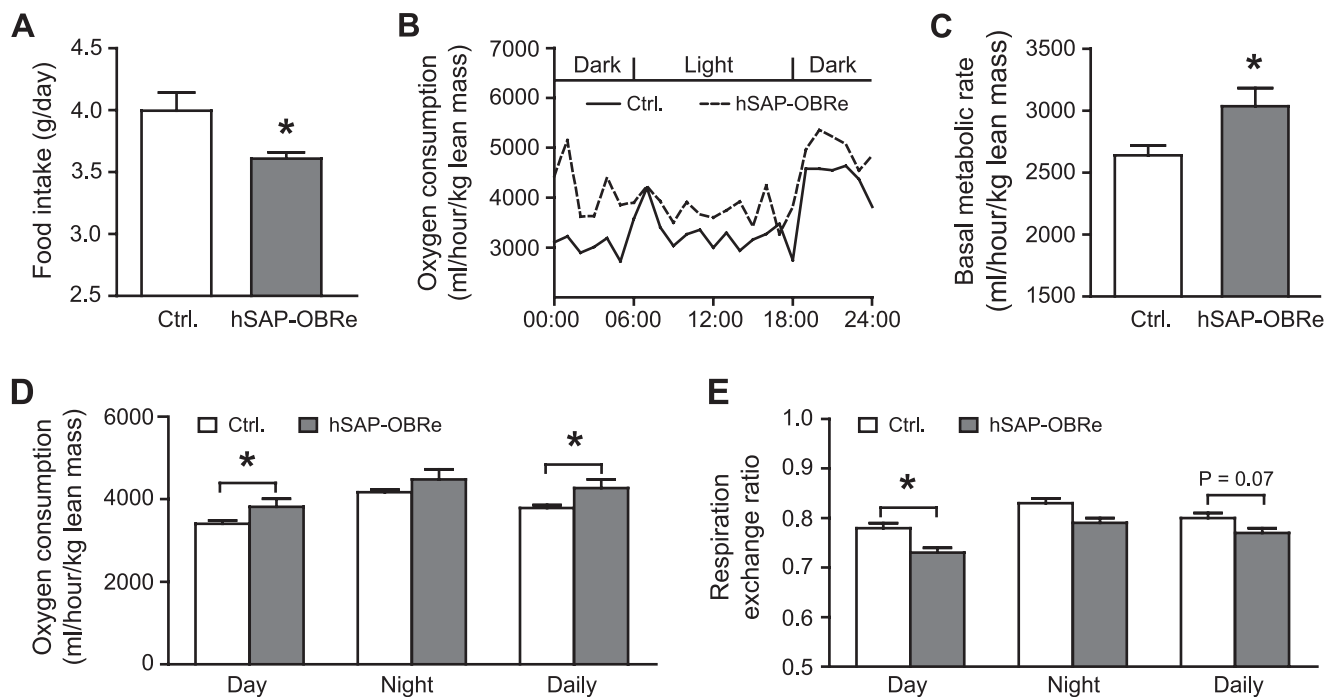 A
Food intake (g/day)
4.5
4.0
3.5
3.0
2.5
*
Ctrl.
hSAP-OBRe
B
Oxygen consumption
(ml/hour/kg lean mass)
7000
6000
5000
4000
3000
Dark
Light
Dark
Ctrl.
hSAP-OBRe
00:00
06:00
12:00
18:00
24:00
C
Basal metabolic rate
(ml/hour/kg lean mass)
3500
3000
2500
2000
1500
*
Ctrl.
hSAP-OBRe
D
Oxygen consumption
(ml/hour/kg lean mass)
6000
4000
2000
0
Ctrl.
hSAP-OBRe
*
*
Day
Night
Daily
E
Respiration
exchange ratio
1.0
0.9
0.8
0.7
0.6
0.5
Ctrl.
hSAP-OBRe
*
P = 0.07
Day
Night
Daily